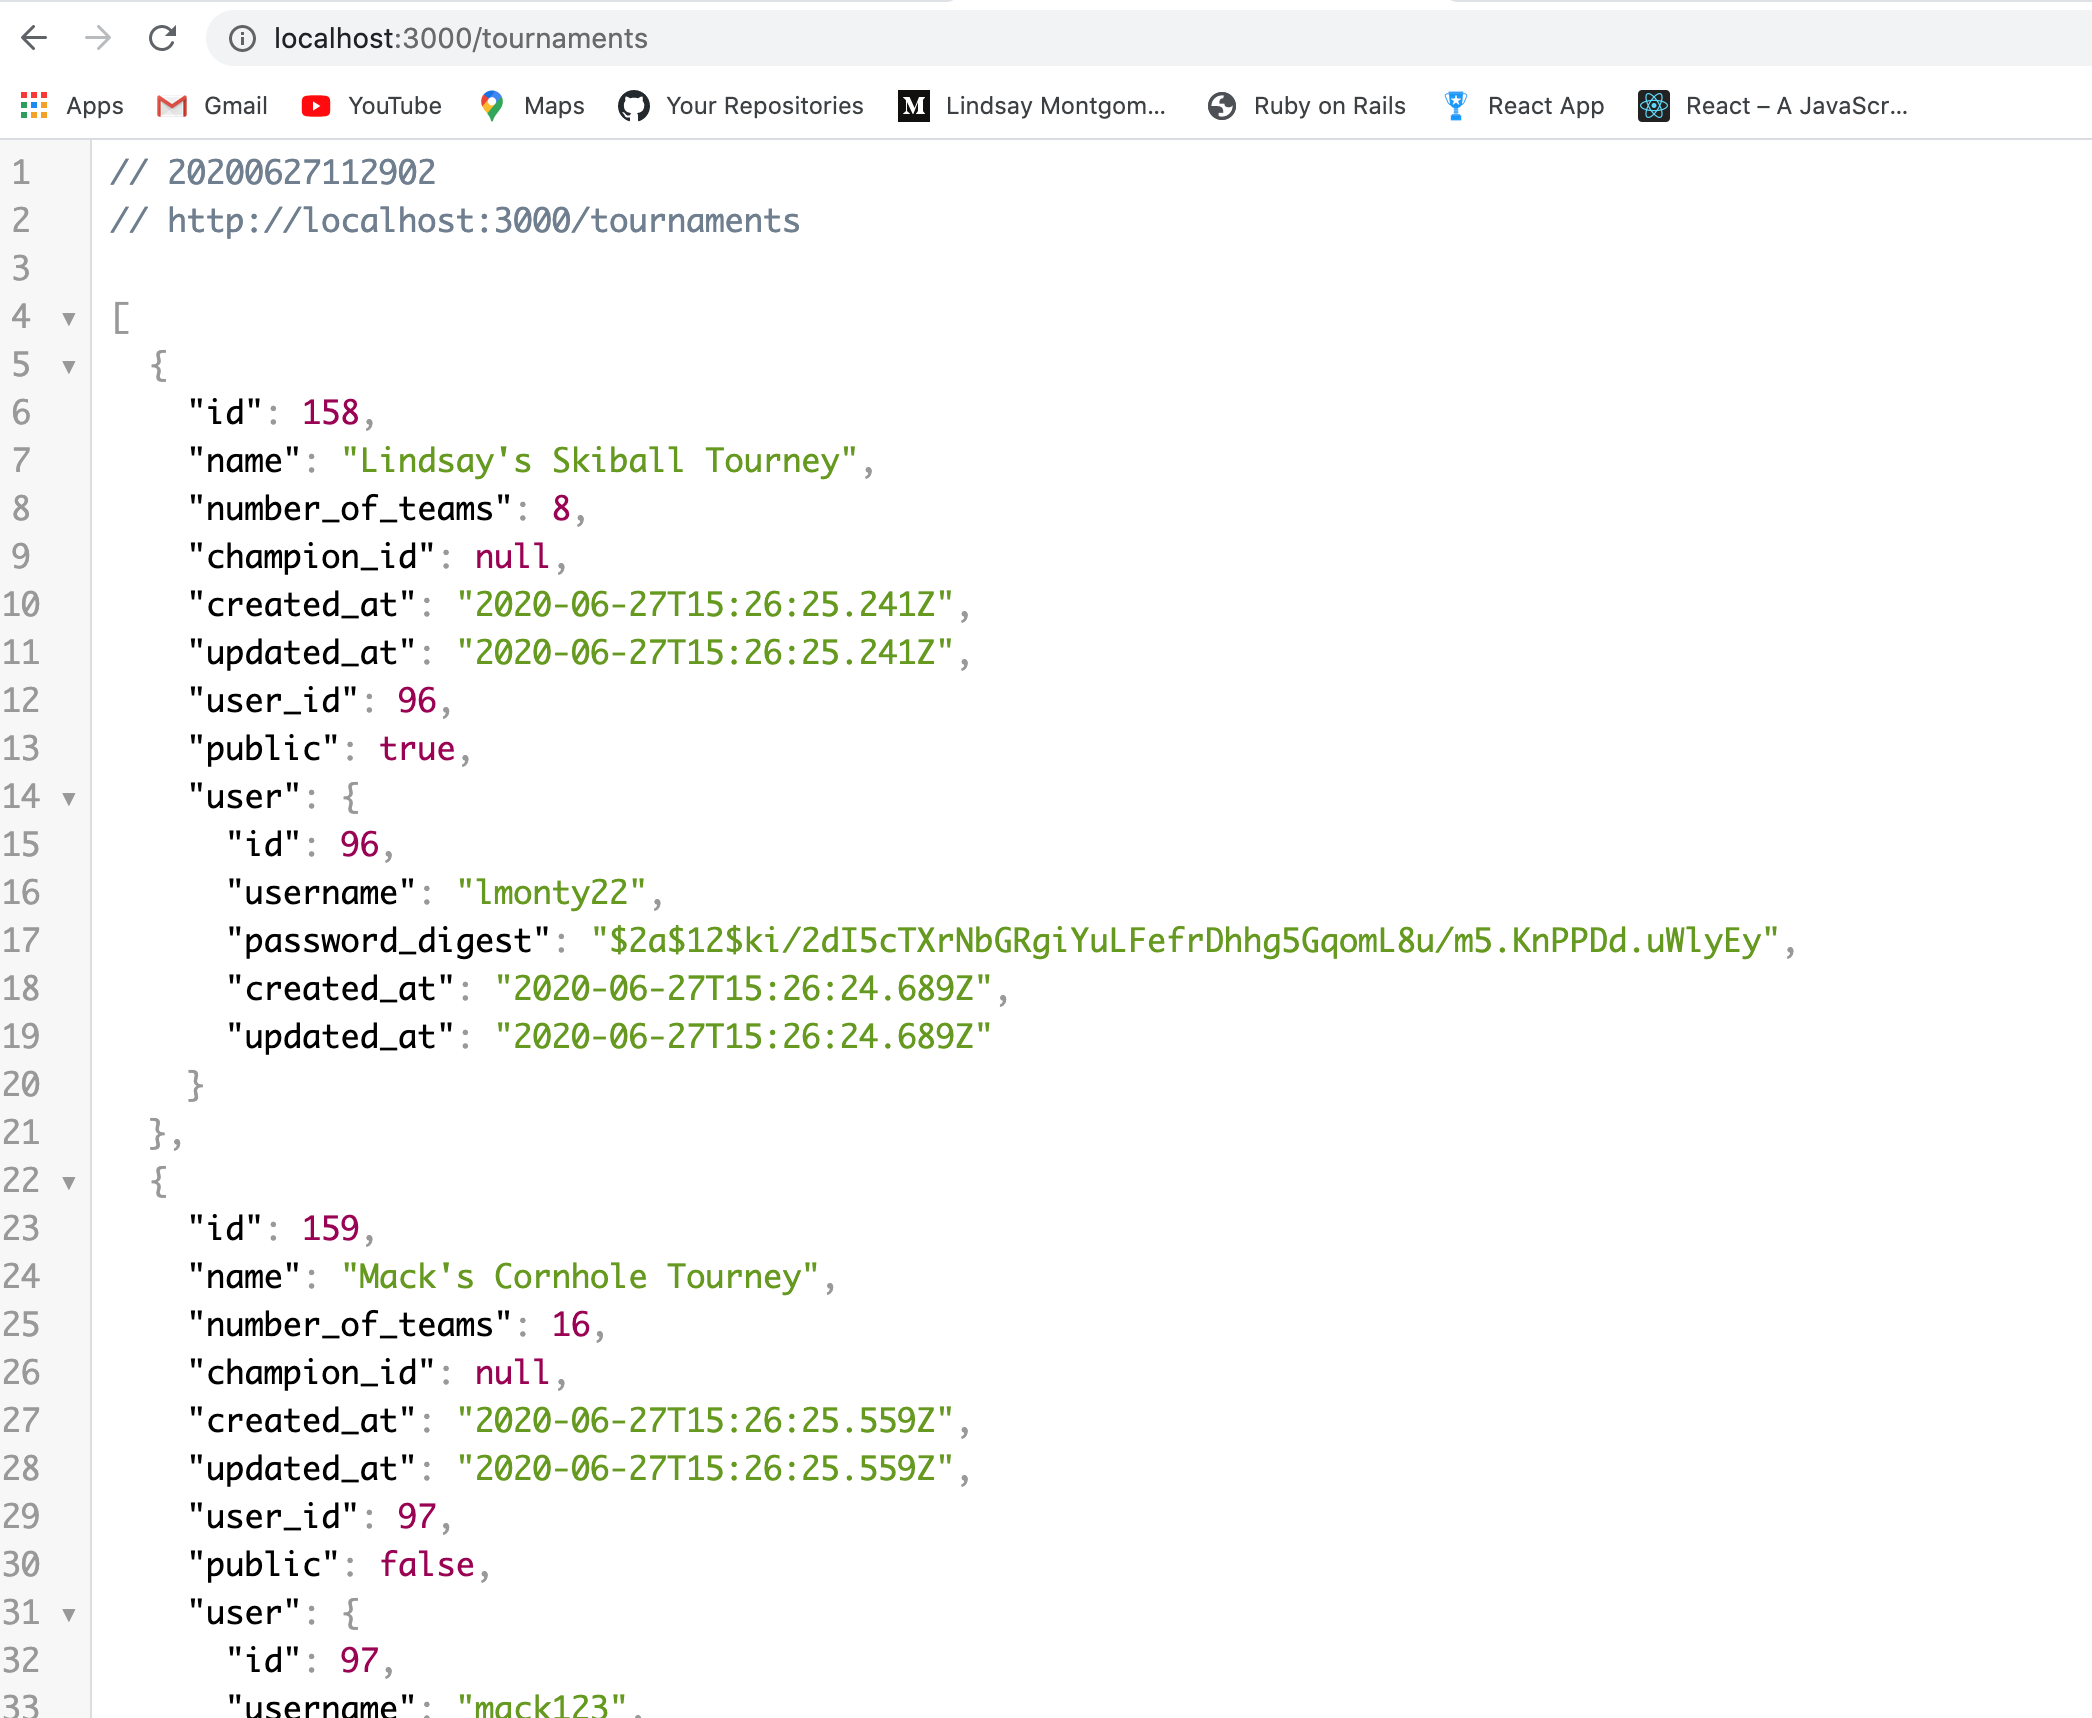 localhost:3000/tournaments
Apps Gmail YouTube Maps Your Repositories M Lindsay Montgom... Ruby on Rails React App React – A JavaScr...
1 // 20200627112902
2 // http://localhost:3000/tournaments
3
4 [
5 {
6 "id": 158,
7 "name": "Lindsay's Skiball Tourney",
8 "number_of_teams": 8,
9 "champion_id": null,
10 "created_at": "2020-06-27T15:26:25.241Z",
11 "updated_at": "2020-06-27T15:26:25.241Z",
12 "user_id": 96,
13 "public": true,
14 "user": {
15 "id": 96,
16 "username": "lmonty22",
17 "password_digest": "$2a$12$ki/2dI5cTXrNbGRgiYuLFefrDhhg5GqomL8u/m5.KnPPDd.uWlyEy",
18 "created_at": "2020-06-27T15:26:24.689Z",
19 "updated_at": "2020-06-27T15:26:24.689Z"
20 }
21 },
22 {
23 "id": 159,
24 "name": "Mack's Cornhole Tourney",
25 "number_of_teams": 16,
26 "champion_id": null,
27 "created_at": "2020-06-27T15:26:25.559Z",
28 "updated_at": "2020-06-27T15:26:25.559Z",
29 "user_id": 97,
30 "public": false,
31 "user": {
32 "id": 97,
33 "username": "mack123",